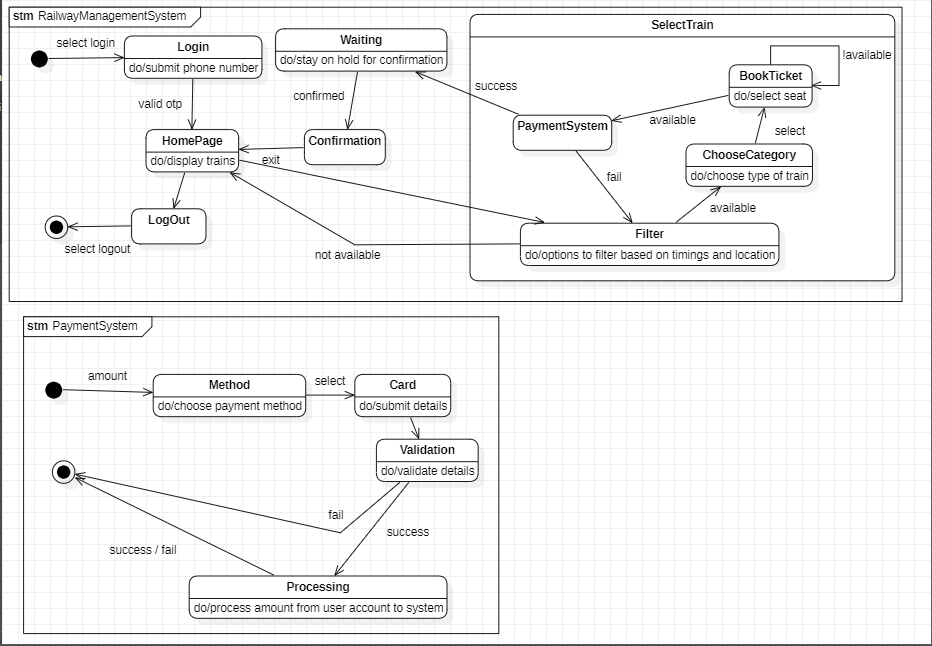 stm RailwayManagementSystem
select login
Login
do/submit phone number
Waiting
do/stay on hold for confirmation
SelectTrain
BookTicket
do/select seat
!available
success
valid otp
confirmed
PaymentSystem
available
select
HomePage
do/display trains
exit
Confirmation
ChooseCategory
do/choose type of train
fail
available
LogOut
select logout
not available
Filter
do/options to filter based on timings and location
stm PaymentSystem
amount
Method
do/choose payment method
select
Card
do/submit details
Validation
do/validate details
fail
success
success / fail
Processing
do/process amount from user account to system